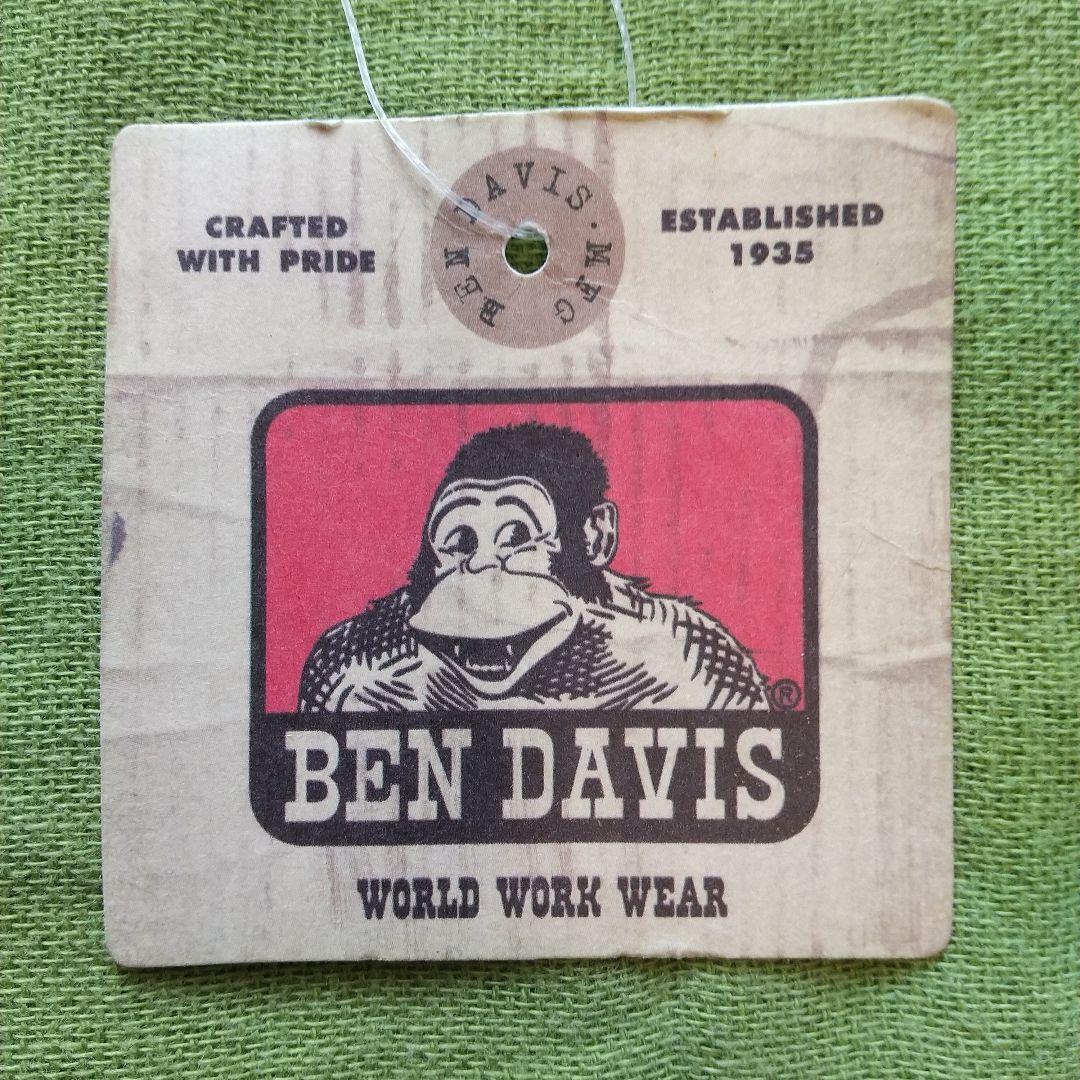 CRAFTED
WITH PRIDE
BEN DAVIS. MFG
ESTABLISHED
1935
®
BEN DAVIS
WORLD WORK WEAR